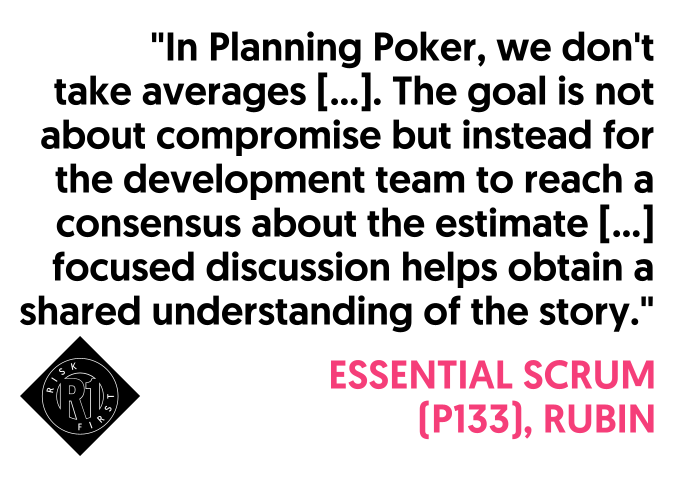 "In Planning Poker, we don't
take averages [...]. The goal is not
about compromise but instead for
the development team to reach a
consensus about the estimate [...]
focused discussion helps obtain a
shared understanding of the story."
ESSENTIAL SCRUM
(P133), RUBIN
RISK
R1
FIRST